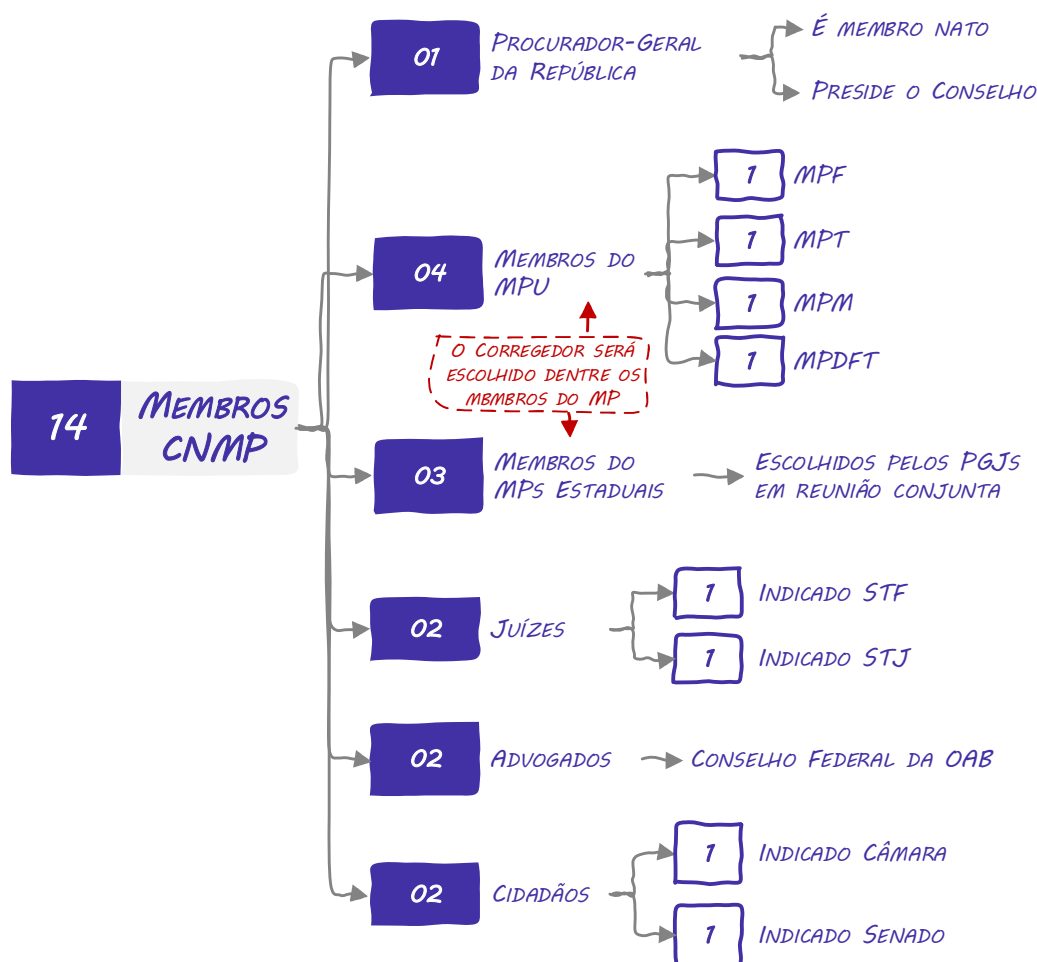 14
Membros
CNMP
01
Procurador-Geral
da República
É membro nato
Preside o Conselho
04
Membros do
MPU
1 MPF
1 MPT
1 MPM
1 MPDFT
O Corregedor será
escolhido dentre os
mbmbros do MP
03
Membros do
MPs Estaduais
Escolhidos pelos PGJs
em reunião conjunta
02
Juízes
1 Indicado STF
1 Indicado STJ
02
Advogados
Conselho Federal da OAB
02
Cidadãos
1 Indicado Câmara
1 Indicado Senado